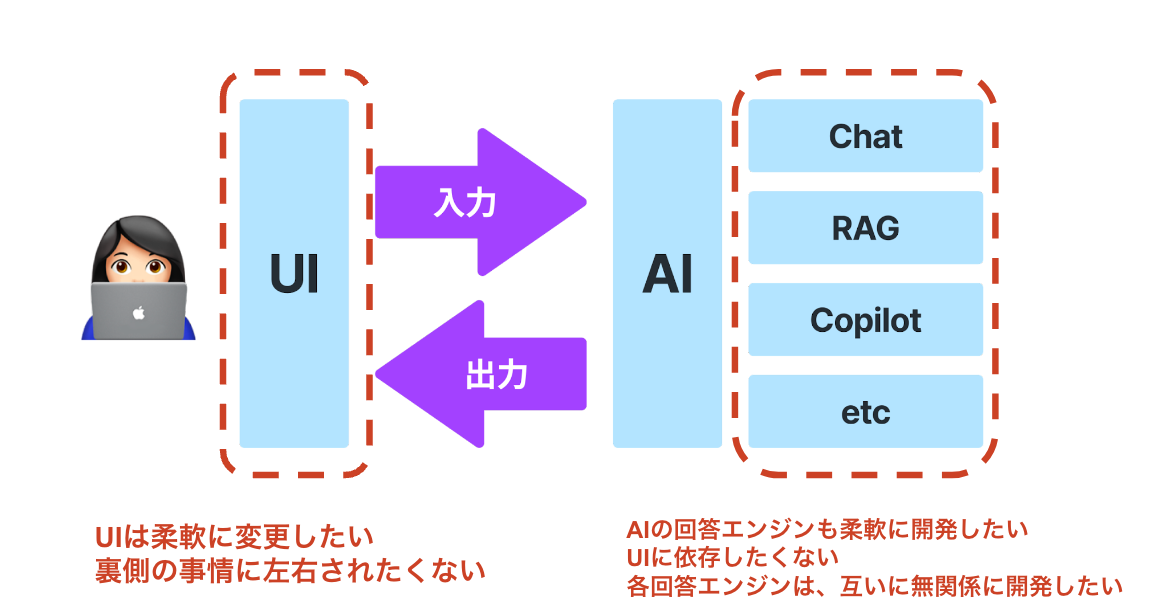 UI
入力
出力
AI
Chat
RAG
Copilot
etc
UIは柔軟に変更したい
裏側の事情に左右されたくない
AIの回答エンジンも柔軟に開発したい
UIに依存したくない
各回答エンジンは、互いに無関係に開発したい